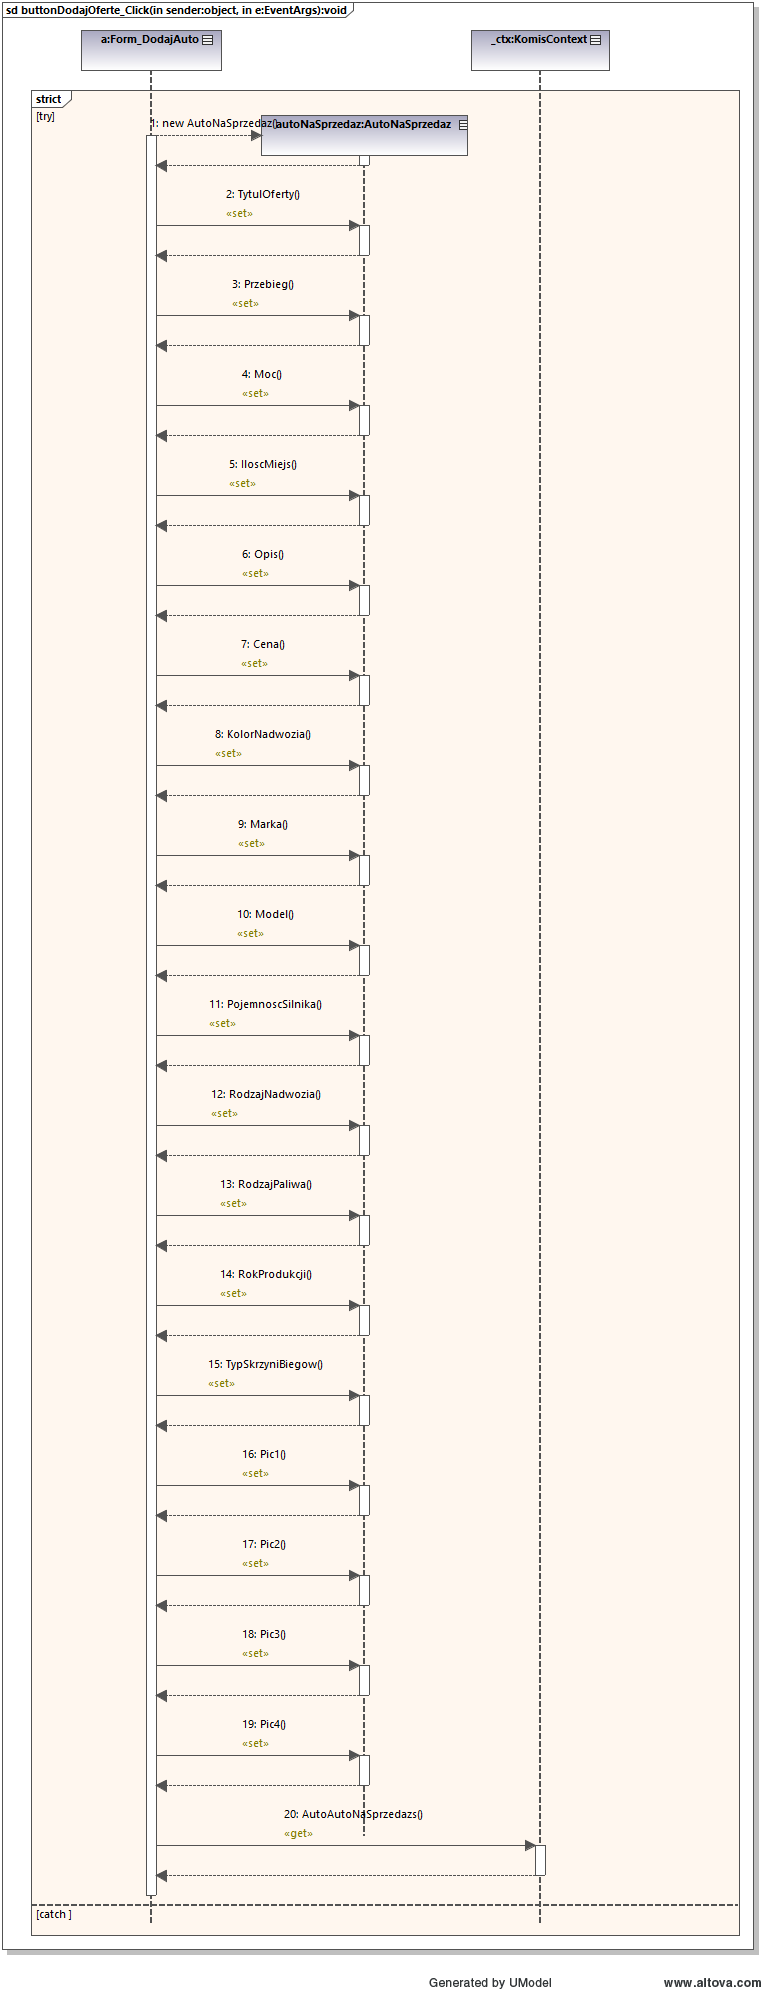 sd buttonDodajOferte_Click(in sender:object, in e:EventArgs):void
a:Form_DodajAuto
_ctx:KomisContext
strict
[try]
1: new AutoNaSprzedaz()
autoNaSprzedaz:AutoNaSprzedaz
2: TytulOferty()
«set»
3: Przebieg()
«set»
4: Moc()
«set»
5: IloscMiejs()
«set»
6: Opis()
«set»
7: Cena()
«set»
8: KolorNadwozia()
«set»
9: Marka()
«set»
10: Model()
«set»
11: PojemnoscSilnika()
«set»
12: RodzajNadwozia()
«set»
13: RodzajPaliwa()
«set»
14: RokProdukcji()
«set»
15: TypSkrzyniBiegow()
«set»
16: Pic1()
«set»
17: Pic2()
«set»
18: Pic3()
«set»
19: Pic4()
«set»
20: AutoAutoNaSprzedazs()
«get»
[catch ]
Generated by UModel
www.altova.com